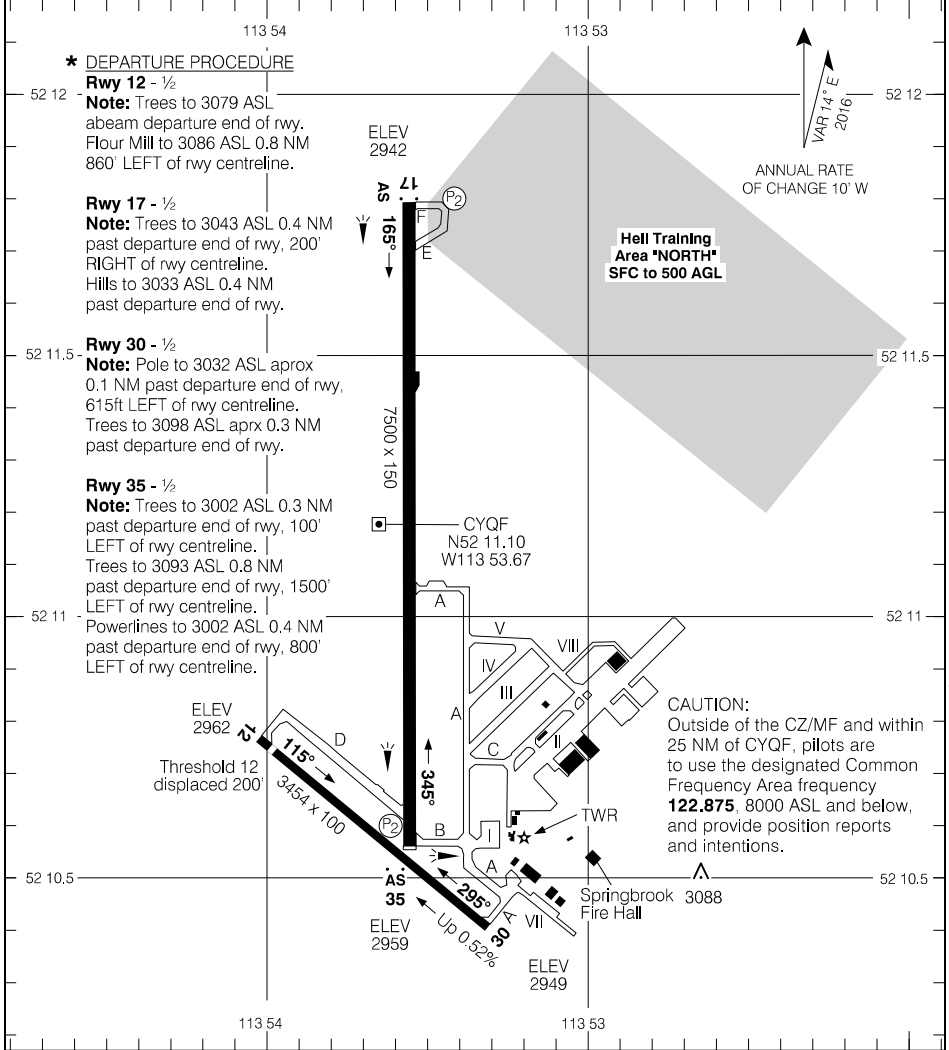 113 54
113 53
* DEPARTURE PROCEDURE
Rwy 12 - ½
Note: Trees to 3079 ASL
abeam departure end of rwy.
Flour Mill to 3086 ASL 0.8 NM
860' LEFT of rwy centreline.
Rwy 17 - ½
Note: Trees to 3043 ASL 0.4 NM
past departure end of rwy, 200'
RIGHT of rwy centreline.
Hills to 3033 ASL 0.4 NM
past departure end of rwy.
Rwy 30 - ½
Note: Pole to 3032 ASL aprox
0.1 NM past departure end of rwy,
615ft LEFT of rwy centreline.
Trees to 3098 ASL aprx 0.3 NM
past departure end of rwy.
Rwy 35 - ½
Note: Trees to 3002 ASL 0.3 NM
past departure end of rwy, 100'
LEFT of rwy centreline.
Trees to 3093 ASL 0.8 NM
past departure end of rwy, 1500'
LEFT of rwy centreline.
Powerlines to 3002 ASL 0.4 NM
past departure end of rwy, 800'
LEFT of rwy centreline.
52 12
52 12
VAR 14° E
2016
ANNUAL RATE
OF CHANGE 10' W
ELEV
2942
AS
17
P2
F
165°
E
Hell Training
Area "NORTH"
SFC to 500 AGL
52 11.5
52 11.5
7500 x 150
CYQF
N52 11.10
W113 53.67
52 11
52 11
A
V
VIII
IV
III
A
II
C
D
ELEV
2962
12
115°
Threshold 12
displaced 200'
3454 x 100
345°
P2
B
I
A
TWR
CAUTION:
Outside of the CZ/MF and within
25 NM of CYQF, pilots are
to use the designated Common
Frequency Area frequency
122.875, 8000 ASL and below,
and provide position reports
and intentions.
52 10.5
52 10.5
AS
35
295°
ELEV
2959
Up 0.52%
30
A
VII
Springbrook
Fire Hall
3088
ELEV
2949
113 54
113 53